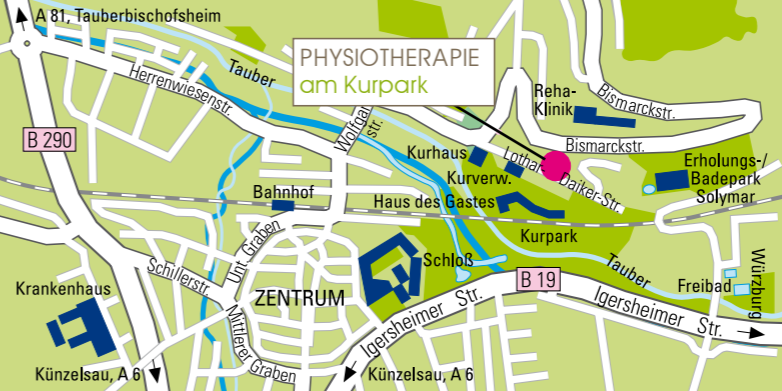 A 81, Tauberbischofsheim
PHYSIOTHERAPIE
am Kurpark
Tauber
Herrenwiesenstr.
Wolfgang
str.
Reha-
Klinik
Bismarckstr.
Bismarckstr.
B 290
Kurhaus
Lothar-
Daiker-Str.
Kurverw.
Erholungs-/
Badepark
Solymar
Bahnhof
Haus des Gastes
Kurpark
Unt. Graben
Schloß
Schillerstr.
Tauber
Würzburg
Krankenhaus
ZENTRUM
B 19
Freibad
Igersheimer Str.
Igersheimer Str.
Mittlerer Graben
Künzelsau, A 6
Künzelsau, A 6